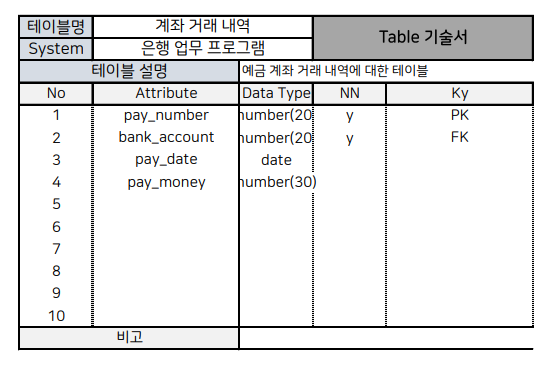 테이블명 계좌 거래 내역 Table 기술서
System 은행 업무 프로그램
테이블 설명 예금 계좌 거래 내역에 대한 테이블
No Attribute Data Type NN Ky
1 pay_number number(20 y PK
2 bank_account number(20 y FK
3 pay_date date
4 pay_money number(30)
5
6
7
8
9
10
비고